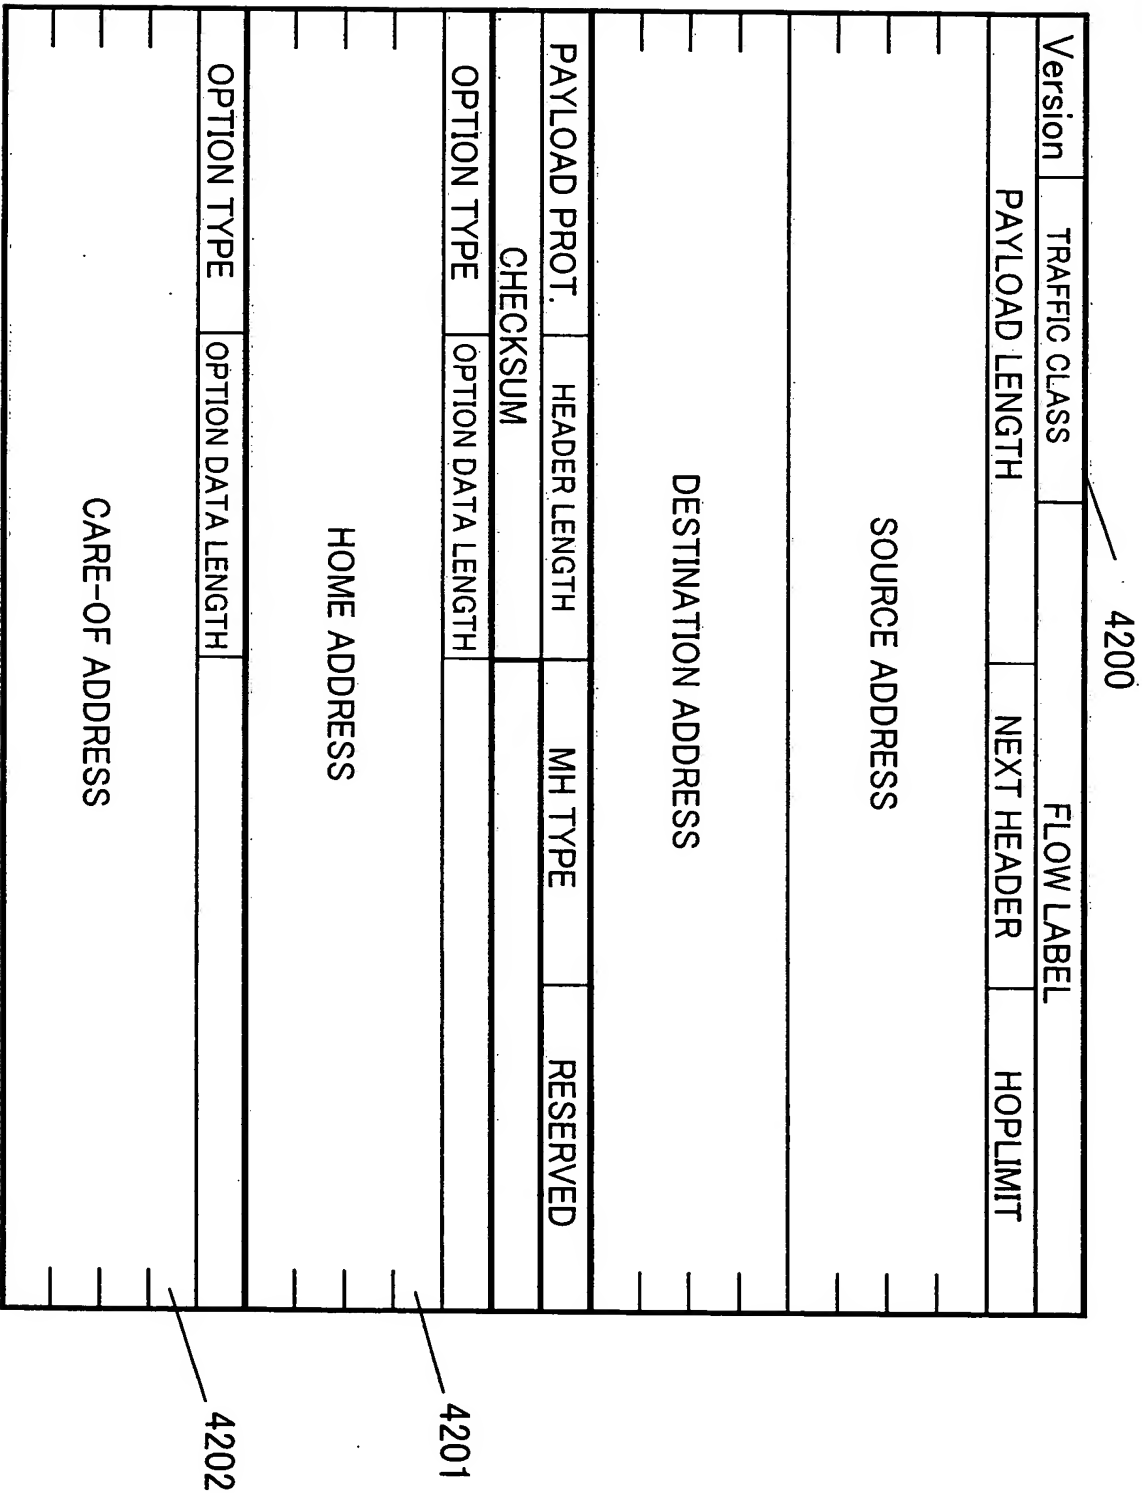 4200
Version TRAFFIC CLASS FLOW LABEL
PAYLOAD LENGTH NEXT HEADER HOPLIMIT
SOURCE ADDRESS
DESTINATION ADDRESS
PAYLOAD PROT. HEADER LENGTH MH TYPE RESERVED
CHECKSUM
OPTION TYPE OPTION DATA LENGTH
HOME ADDRESS
4201
OPTION TYPE OPTION DATA LENGTH
CARE-OF ADDRESS
4202